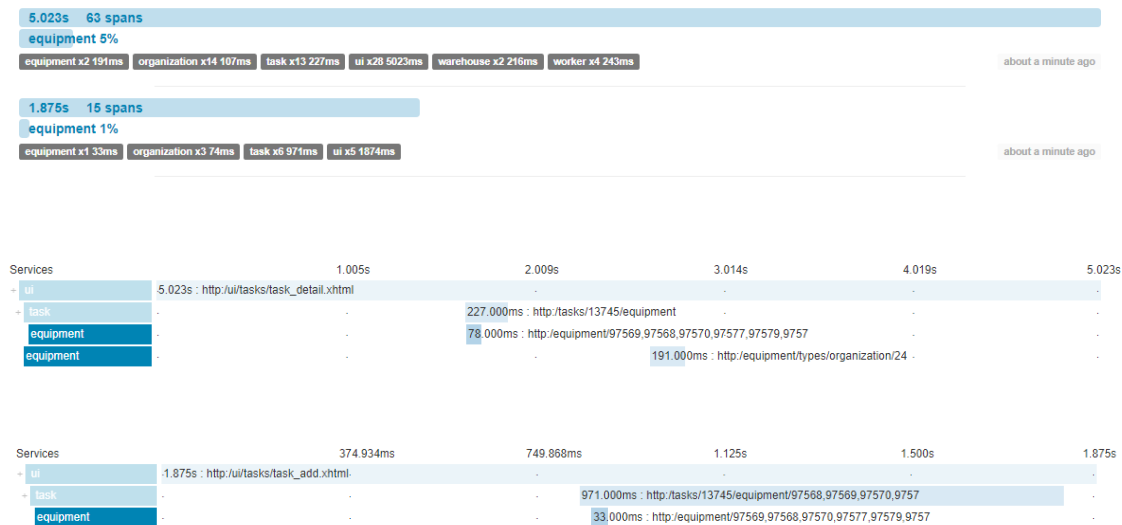 5.023s 63 spans
equipment 5%
equipment x2 191ms organization x14 107ms task x13 227ms ui x28 5023ms warehouse x2 216ms worker x4 243ms about a minute ago
1.875s 15 spans
equipment 1%
equipment x1 33ms organization x3 74ms task x6 971ms ui x5 1874ms about a minute ago
Services 1.005s 2.009s 3.014s 4.019s 5.023s
+ ui 5.023s : http:/ui/tasks/task_detail.xhtml
+ task 227.000ms : http:/tasks/13745/equipment
equipment 78.000ms : http:/equipment/97569,97568,97570,97577,97579,9757
equipment 191.000ms : http:/equipment/types/organization/24
Services 374.934ms 749.868ms 1.125s 1.500s 1.875s
+ ui 1.875s : http:/ui/tasks/task_add.xhtml
+ task 971.000ms : http:/tasks/13745/equipment/97568,97569,97570,9757
equipment 33.000ms : http:/equipment/97569,97568,97570,97577,97579,9757